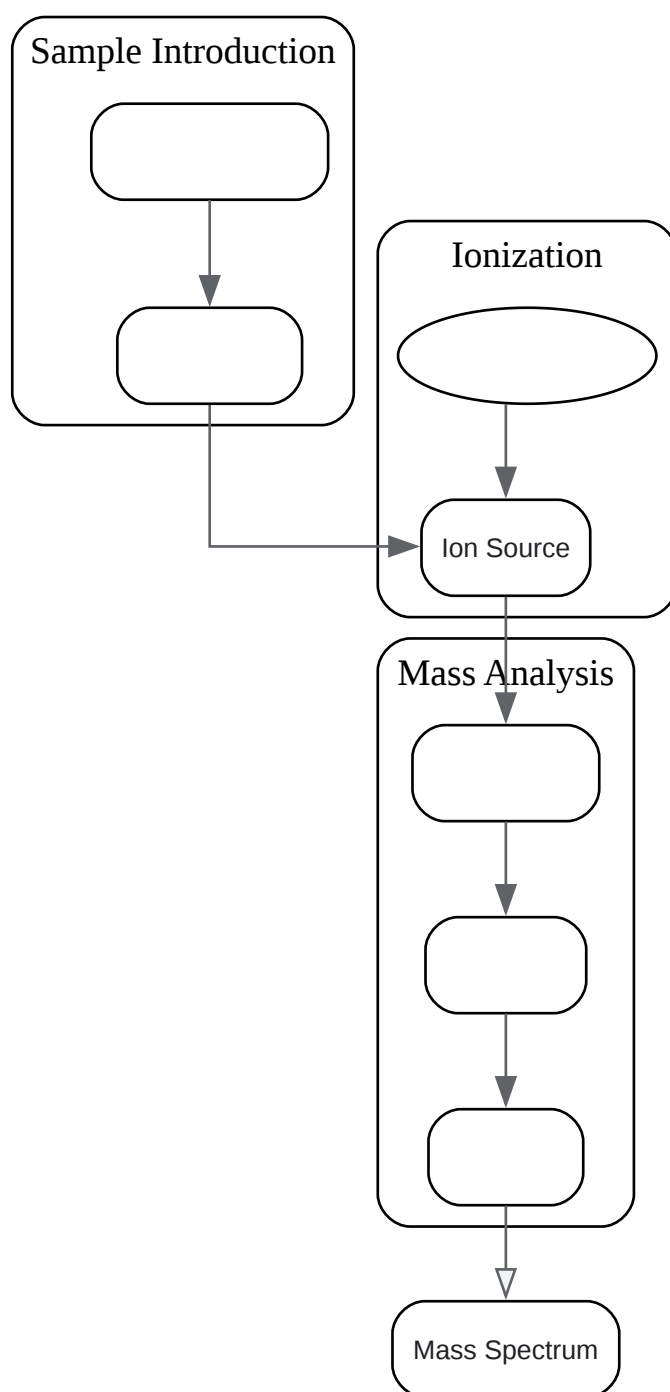 Sample Introduction
Ionization
Ion Source
Mass Analysis
Mass Spectrum